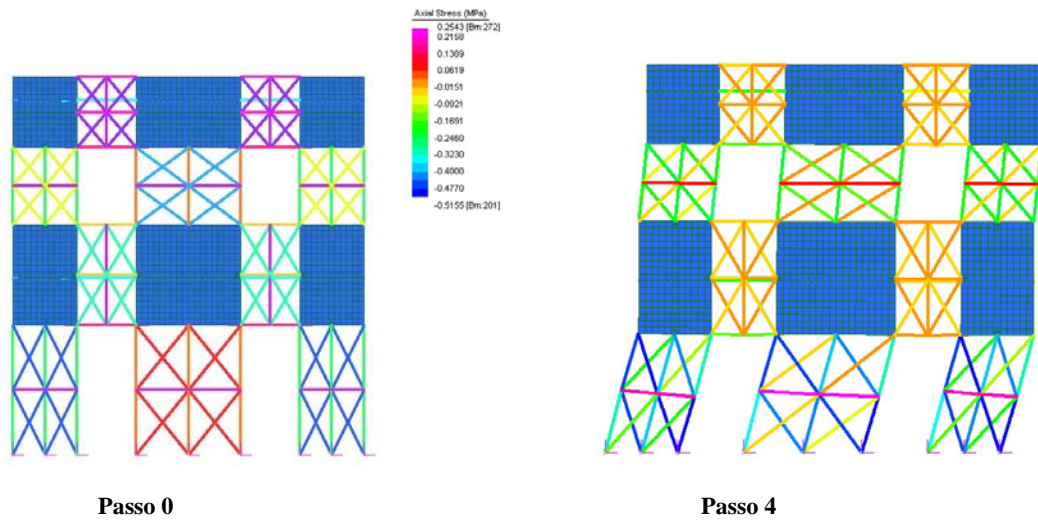 Axial Stress (MPa)
0.2543 [Bm:272]
0.2158
0.1389
0.0619
-0.0151
-0.0921
-0.1691
-0.2460
-0.3230
-0.4000
-0.4770
-0.5155 [Bm:201]
Passo 0
Passo 4